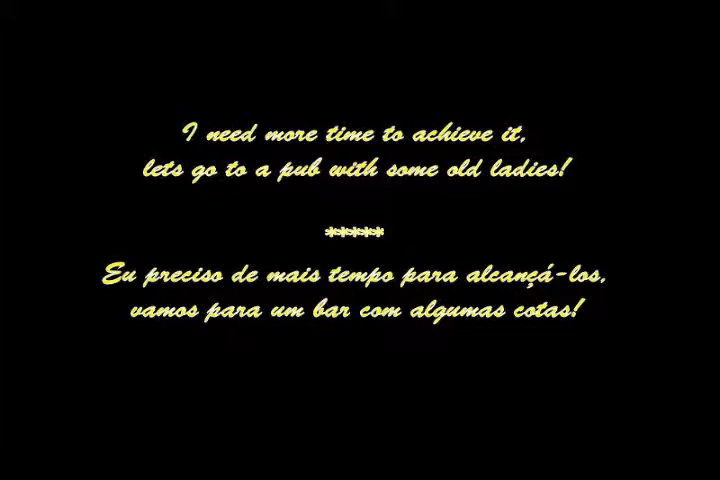 I need more time to achieve it,
lets go to a pub with some old ladies!
*****
Eu preciso de mais tempo para alcançá-los,
vamos para um bar com algumas cotas!